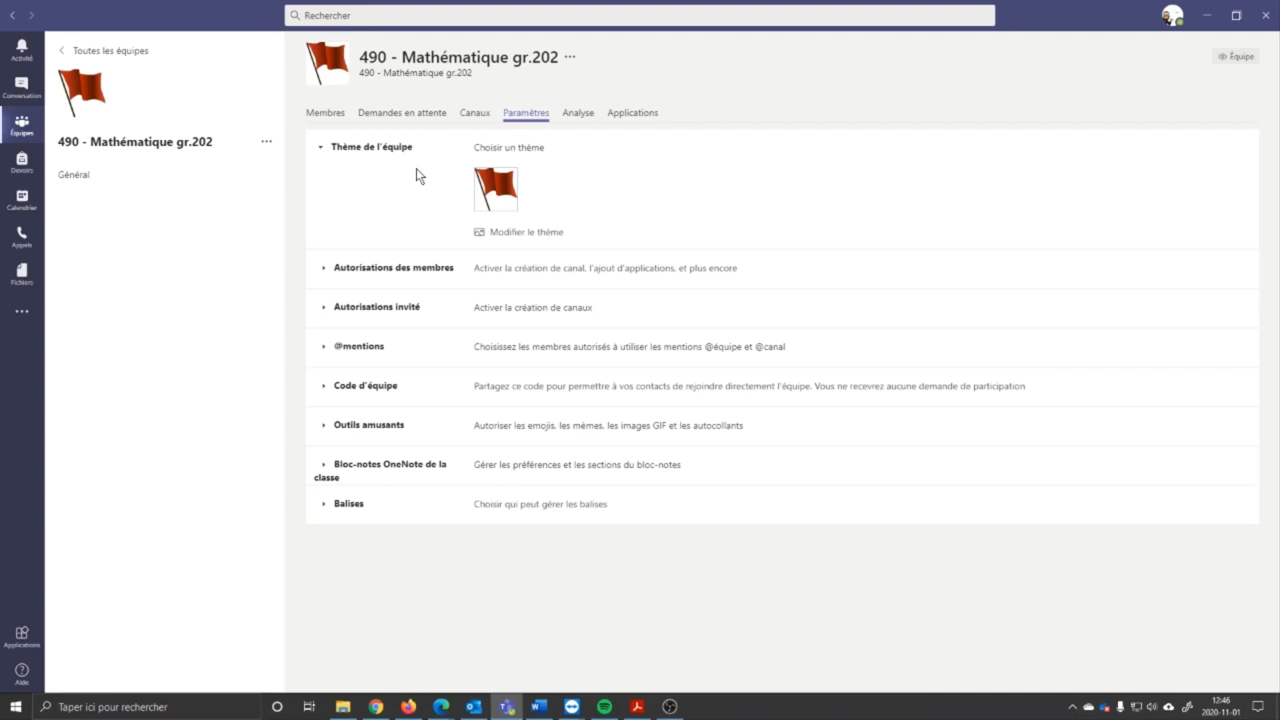 Rechercher
Activité
Conversation
Équipes
Devoirs
Calendrier
Appels
Fichiers
Applications
Aide
Toutes les équipes
490 - Mathématique gr.202
Général
490 - Mathématique gr.202
490 - Mathématique gr.202
Équipe
Membres Demandes en attente Canaux Paramètres Analyse Applications
Thème de l'équipe Choisir un thème
Modifier le thème
Autorisations des membres Activer la création de canal, l'ajout d'applications, et plus encore
Autorisations invité Activer la création de canaux
@mentions Choisissez les membres autorisés à utiliser les mentions @équipe et @canal
Code d'équipe Partagez ce code pour permettre à vos contacts de rejoindre directement l'équipe. Vous ne recevrez aucune demande de participation
Outils amusants Autoriser les emojis, les mèmes, les images GIF et les autocollants
Bloc-notes OneNote de la Gérer les préférences et les sections du bloc-notes
classe
Balises Choisir qui peut gérer les balises
Taper ici pour rechercher
12:46
2020-11-01